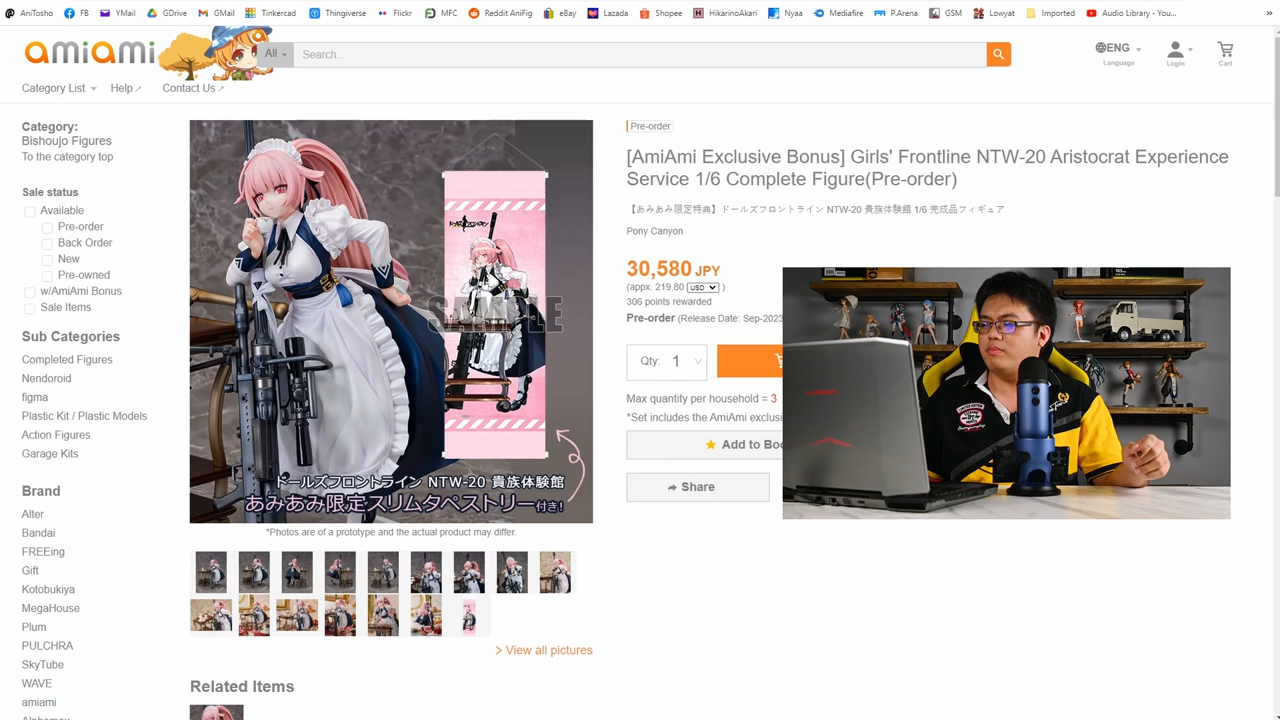 AniTosho FB YMail GDrive GMail Tinkercad Thingiverse Flickr MFC Reddit AniFig eBay Lazada Shopee HikarinoAkari Nyaa Mediafire P.Arena GSM Lowyat Imported Audio Library - You... »
amiami
All
Search...
ENG
Language
Login
Cart
Category List
Help
Contact Us
Category:
Bishoujo Figures
To the category top
Sale status
Available
Pre-order
Back Order
New
Pre-owned
w/AmiAmi Bonus
Sale Items
Sub Categories
Completed Figures
Nendoroid
figma
Plastic Kit / Plastic Models
Action Figures
Garage Kits
Brand
Alter
Bandai
FREEing
Gift
Kotobukiya
MegaHouse
Plum
PULCHRA
SkyTube
WAVE
amiami
Alphamax
SAMPLE
ドールズフロントライン NTW-20 貴族体験館
あみあみ限定スリムタペストリー付き!
*Photos are of a prototype and the actual product may differ.
> View all pictures
Related Items
Pre-order
[AmiAmi Exclusive Bonus] Girls' Frontline NTW-20 Aristocrat Experience
Service 1/6 Complete Figure(Pre-order)
【あみあみ限定特典】ドールズフロントライン NTW-20 貴族体験館 1/6 完成品フィギュア
Pony Canyon
30,580 JPY
(appx. 219.80 USD )
306 points rewarded
Pre-order (Release Date: Sep-2023
Qty: 1
Max quantity per household = 3
*Set includes the AmiAmi exclusi
Add to Boo
Share